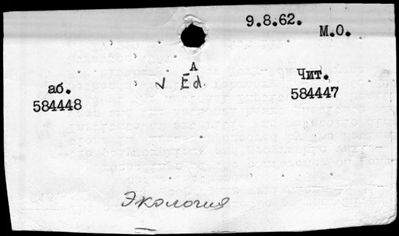 9.8.62.
М.О.
А
аб. √ Ed. Чит.
584448 584447
Экология